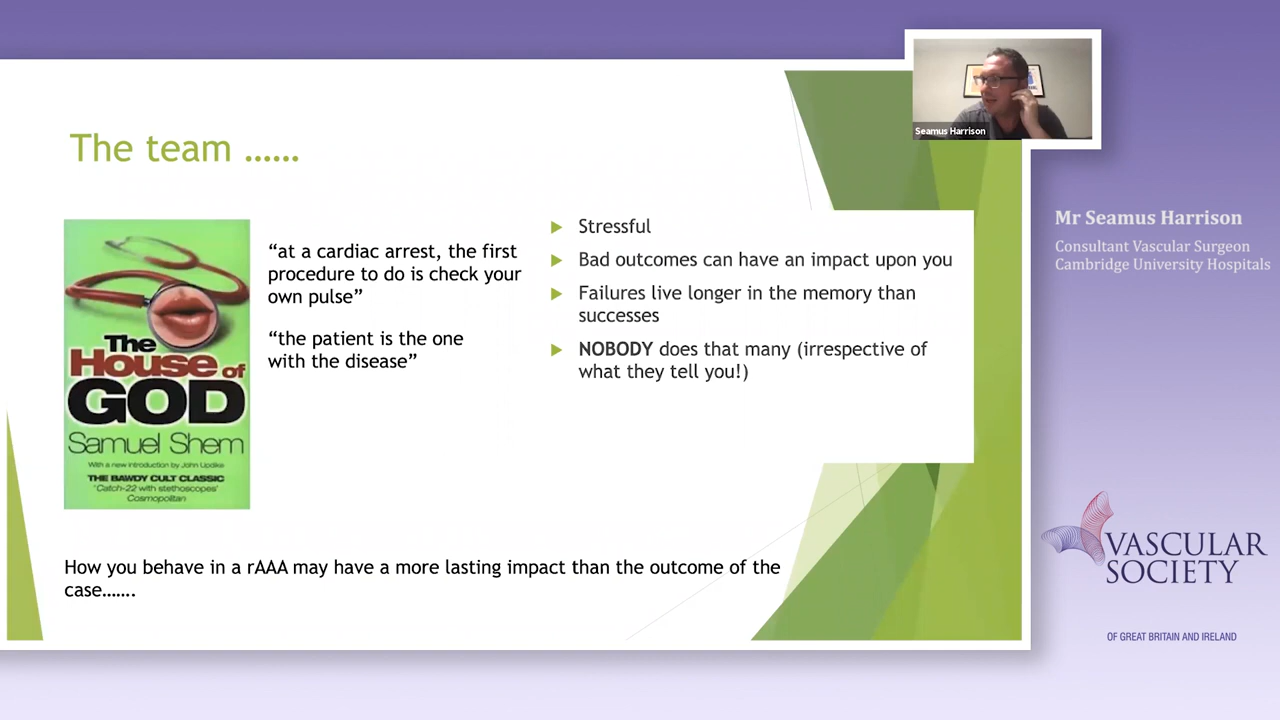 Seamus Harrison
The team ......
The
House of
GOD
Samuel Shem
With a new introduction by John Updike
THE BAWDY CULT CLASSIC
'Catch-22 with stethoscopes'
Cosmopolitan
“at a cardiac arrest, the first
procedure to do is check your
own pulse”
“the patient is the one
with the disease”
Stressful
Bad outcomes can have an impact upon you
Failures live longer in the memory than
successes
NOBODY does that many (irrespective of
what they tell you!)
How you behave in a rAAA may have a more lasting impact than the outcome of the
case.......
Mr Seamus Harrison
Consultant Vascular Surgeon
Cambridge University Hospitals
VASCULAR
SOCIETY
OF GREAT BRITAIN AND IRELAND